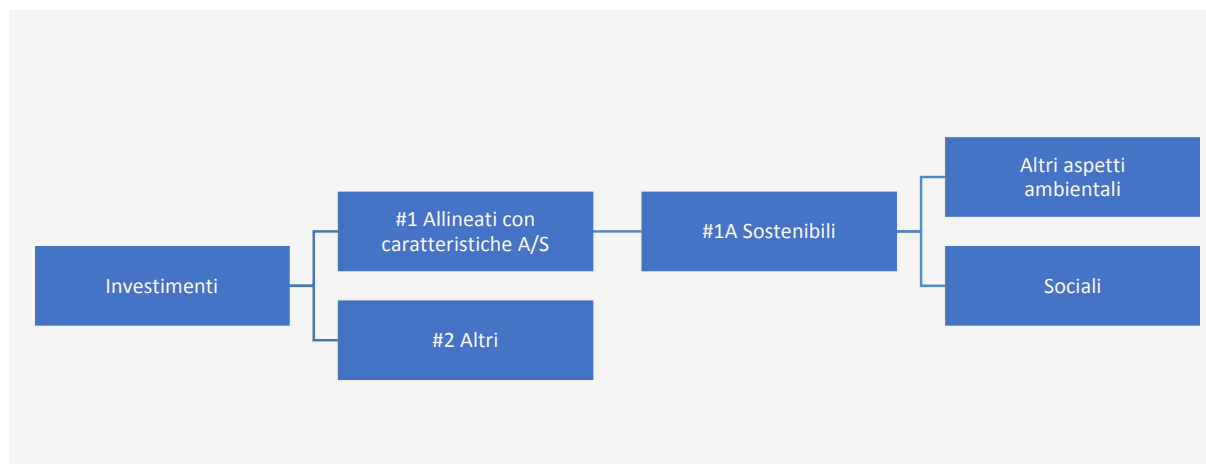 Investimenti
#1 Allineati con
caratteristiche A/S
#2 Altri
#1A Sostenibili
Altri aspetti
ambientali
Sociali